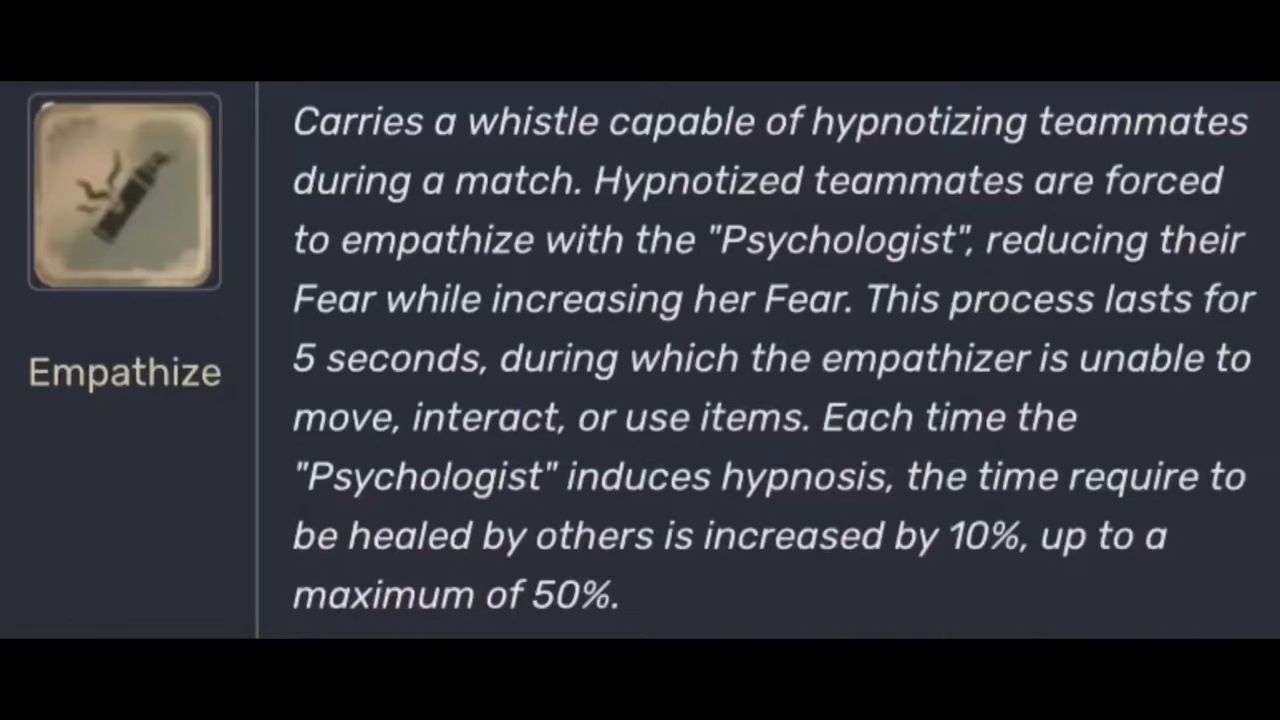 Empathize
Carries a whistle capable of hypnotizing teammates
during a match. Hypnotized teammates are forced
to empathize with the "Psychologist", reducing their
Fear while increasing her Fear. This process lasts for
5 seconds, during which the empathizer is unable to
move, interact, or use items. Each time the
"Psychologist" induces hypnosis, the time require to
be healed by others is increased by 10%, up to a
maximum of 50%.